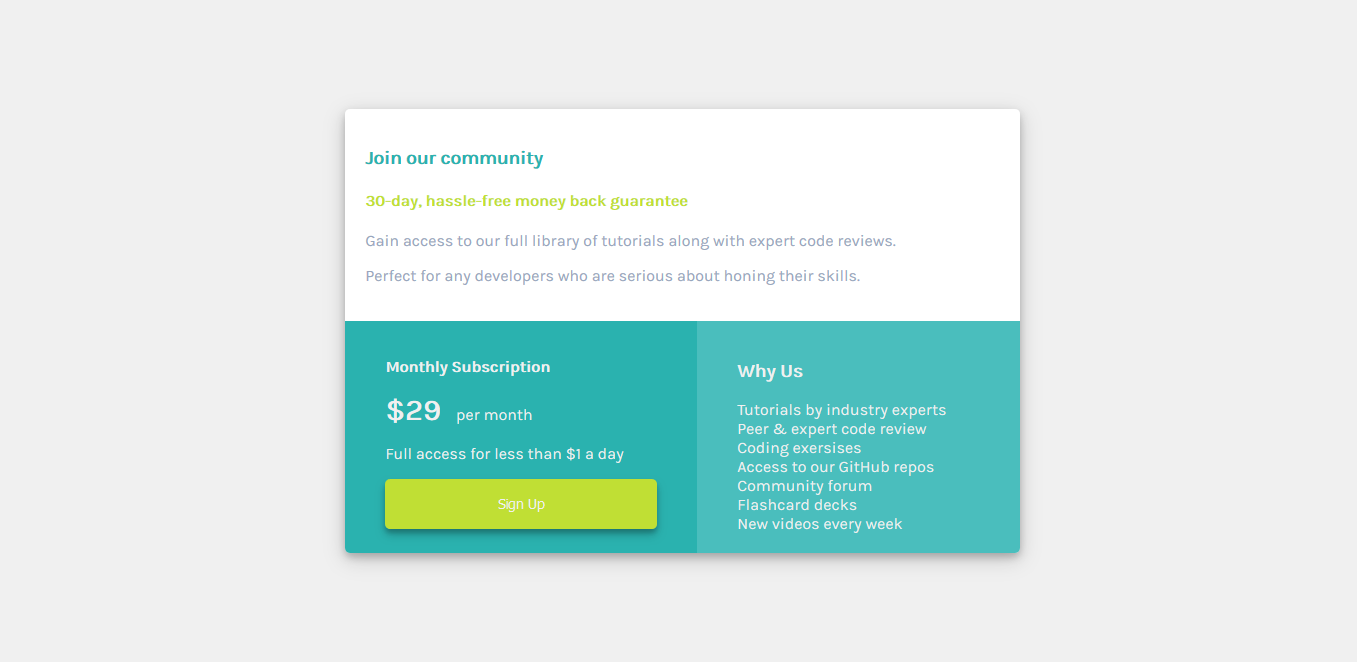 Join our community
30-day, hassle-free money back guarantee
Gain access to our full library of tutorials along with expert code reviews.
Perfect for any developers who are serious about honing their skills.
Monthly Subscription
$29 per month
Full access for less than $1 a day
Sign Up
Why Us
Tutorials by industry experts
Peer & expert code review
Coding exersises
Access to our GitHub repos
Community forum
Flashcard decks
New videos every week